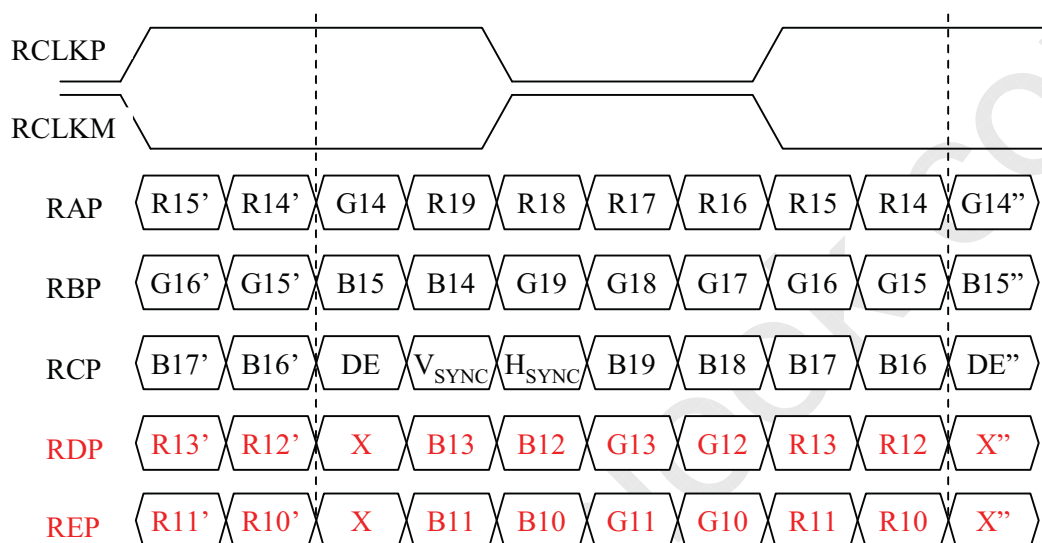 RCLKP
RCLKM
RAP R15’ R14’ G14 R19 R18 R17 R16 R15 R14 G14”
RBP G16’ G15’ B15 B14 G19 G18 G17 G16 G15 B15”
RCP B17’ B16’ DE VSYNC HSYNC B19 B18 B17 B16 DE”
RDP R13’ R12’ X B13 B12 G13 G12 R13 R12 X”
REP R11’ R10’ X B11 B10 G11 G10 R11 R10 X”